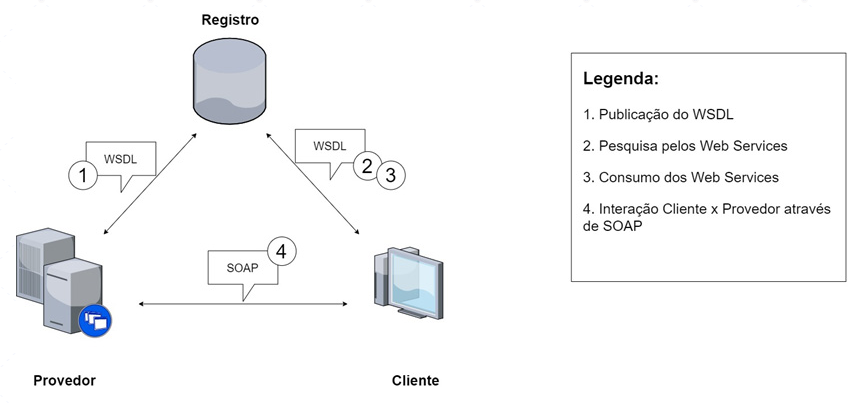 Registro
WSDL
1
WSDL
2
3
SOAP
4
Provedor
Cliente
Legenda:
1. Publicação do WSDL
2. Pesquisa pelos Web Services
3. Consumo dos Web Services
4. Interação Cliente x Provedor através
de SOAP